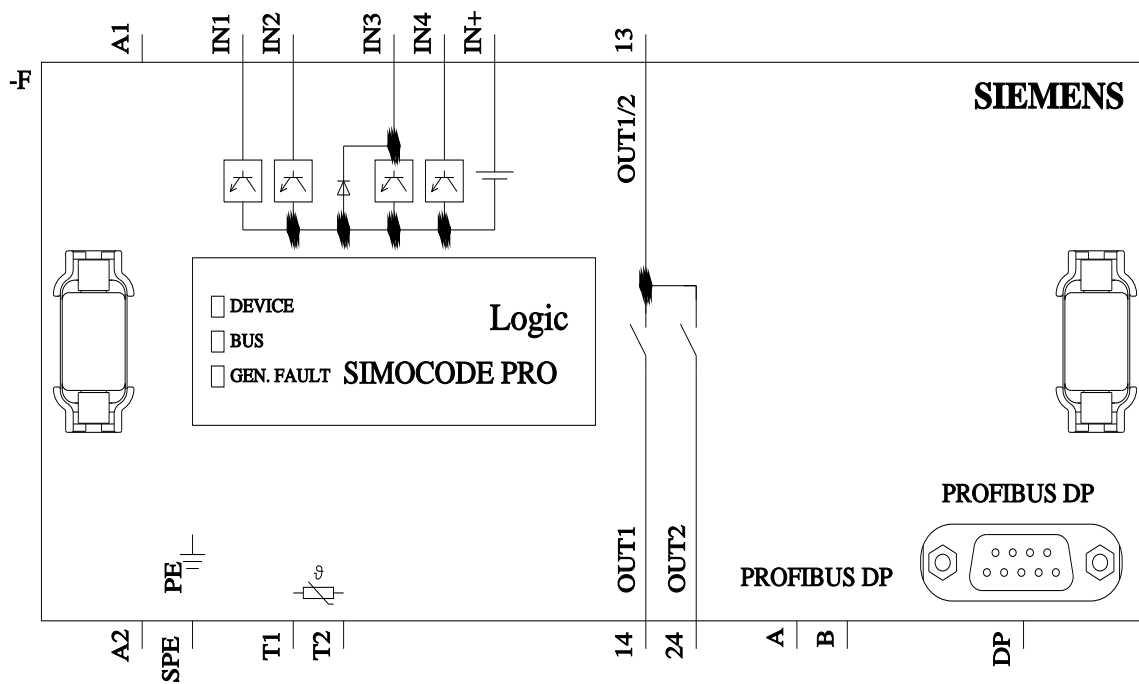 A1
IN1
IN2
IN3
IN4
IN+
13
-F
SIEMENS
OUT1/2
DEVICE
BUS
GEN. FAULT
Logic
SIMOCODE PRO
PROFIBUS DP
OUT1
OUT2
PROFIBUS DP
PE
ϑ
A2
SPE
T1
T2
14
24
A
B
DP